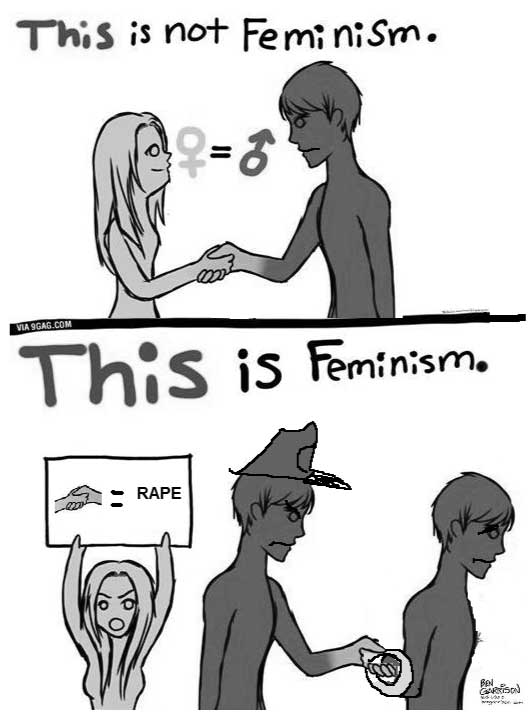 This is not Feminism.
♀ = ♂
VIA 9GAG.COM
This is Feminism.
= RAPE
BEN
GARRISON